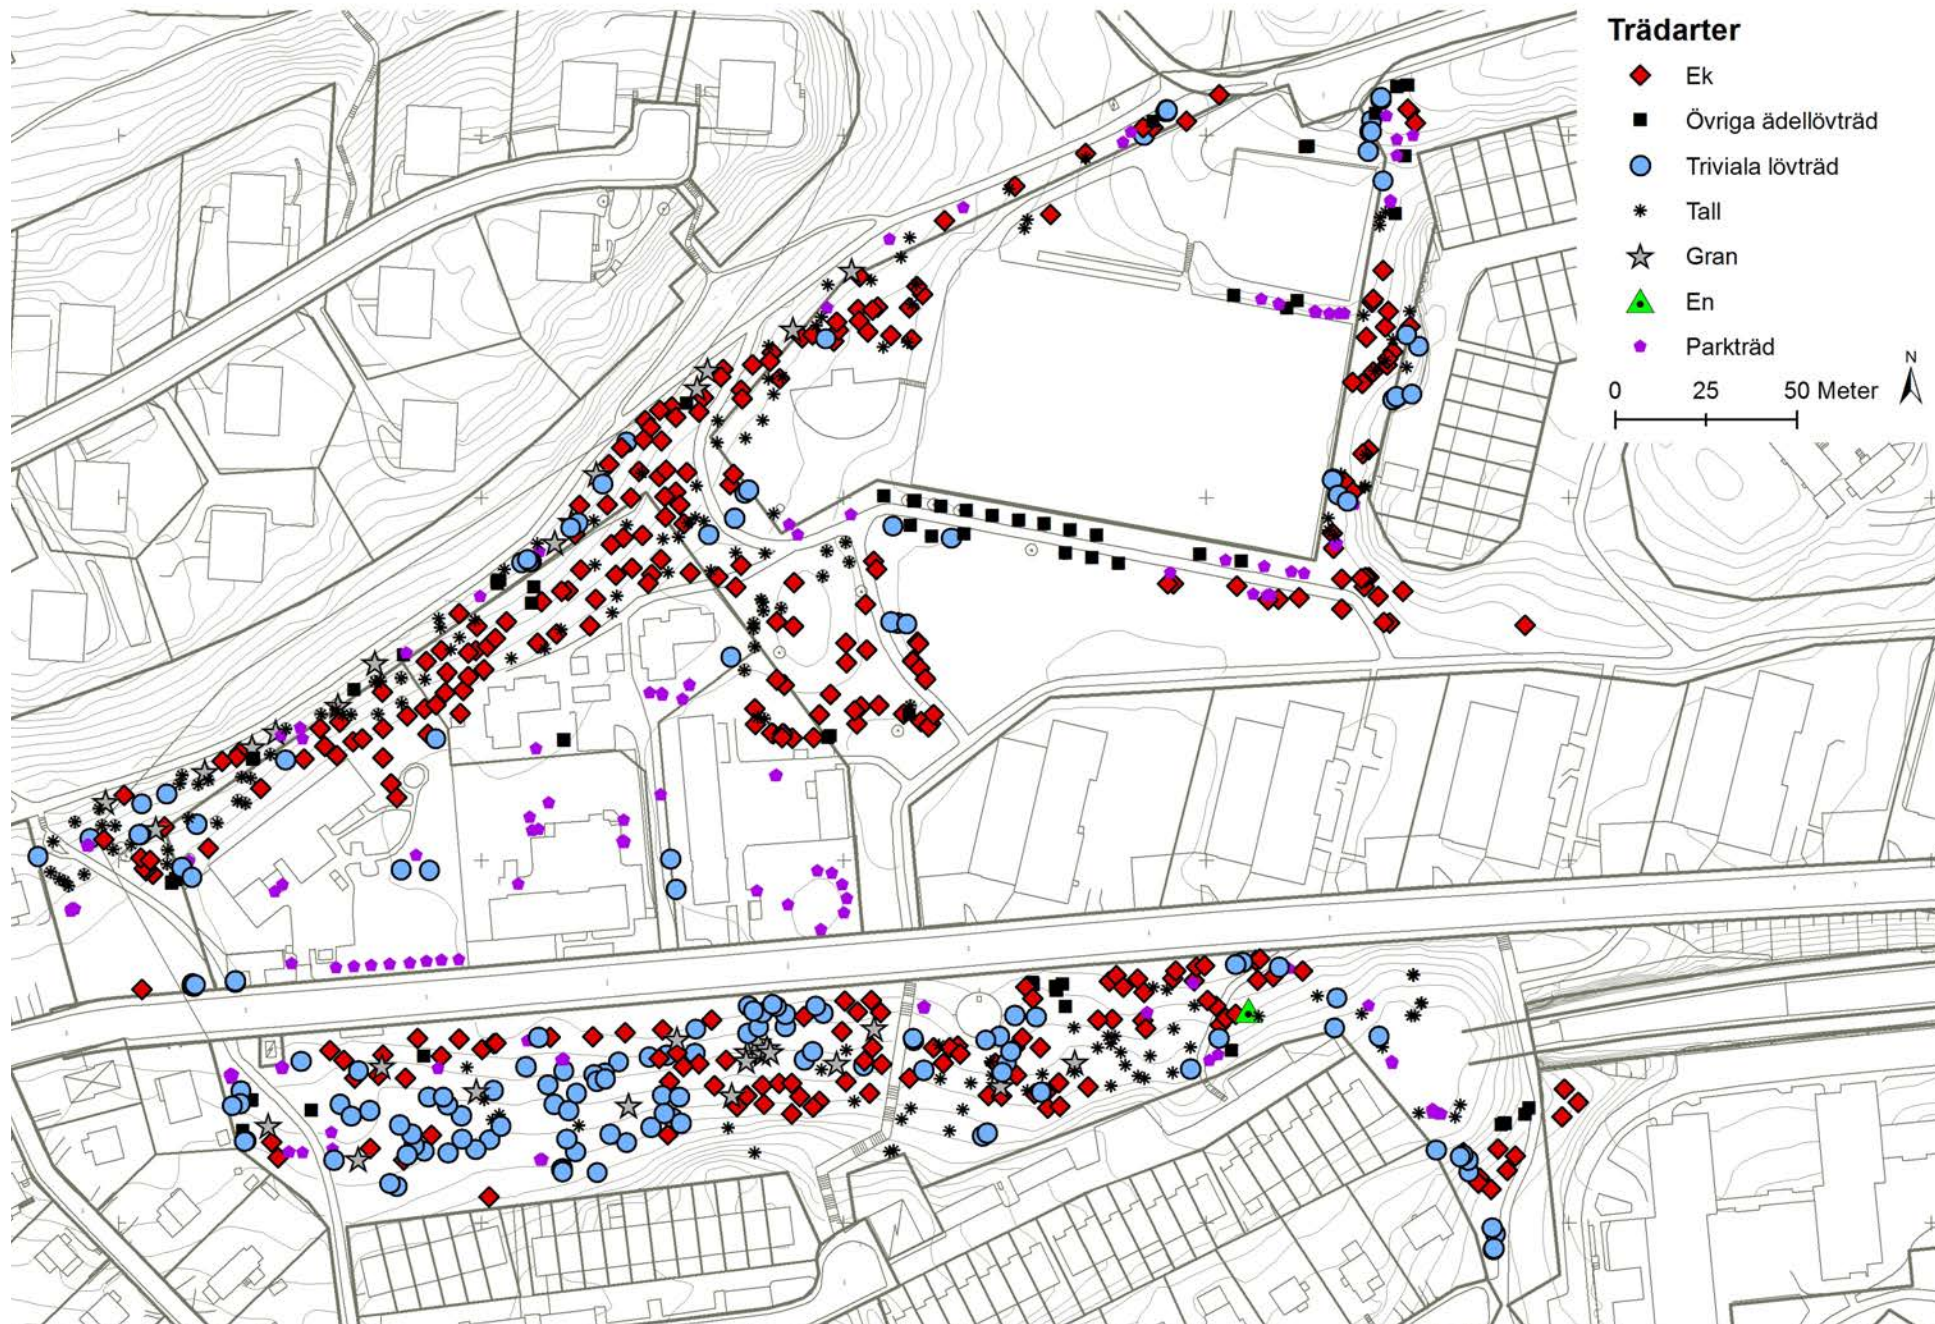 Trädarter
Ek
Övriga ädellövträd
Triviala lövträd
Tall
Gran
En
Parkträd
N
0 25 50 Meter